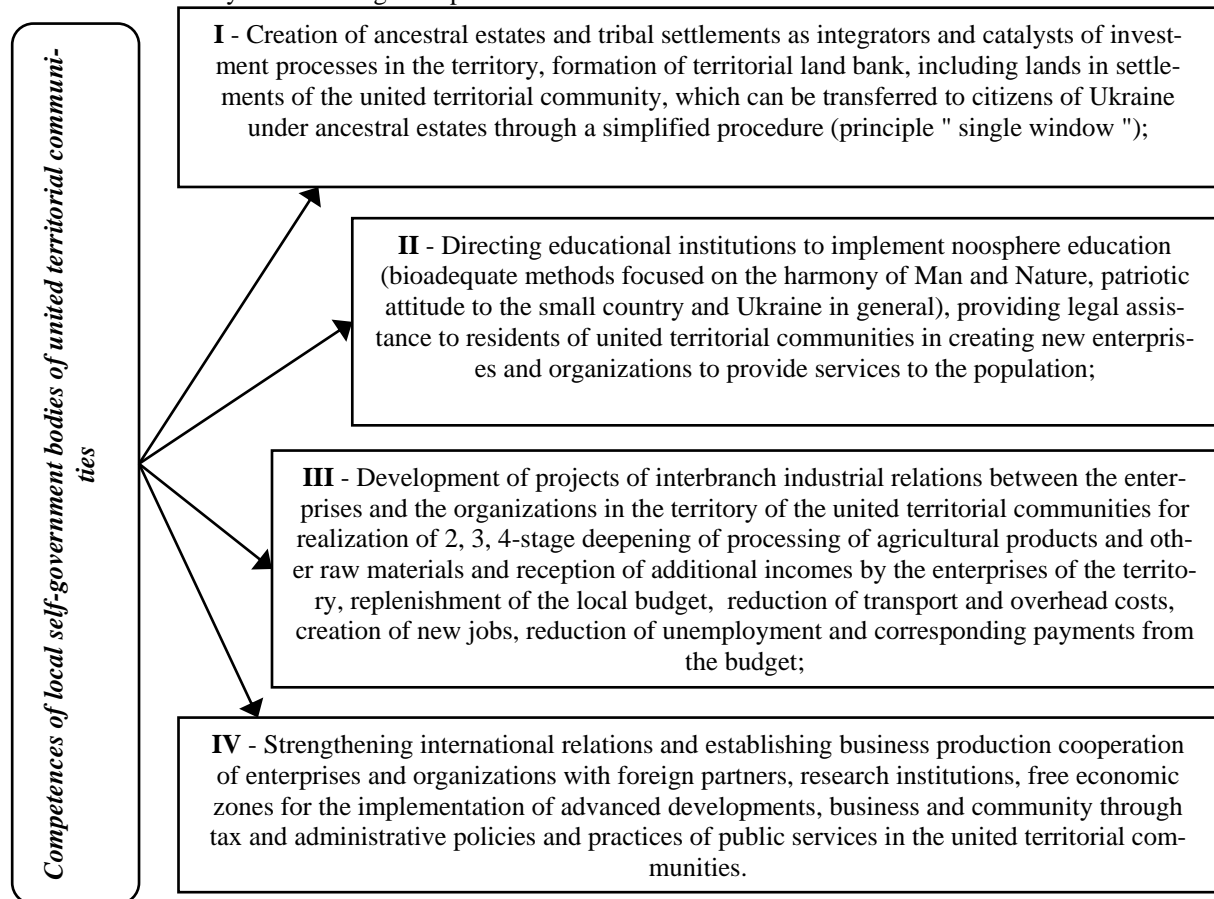 Competences of local self-government bodies of united territorial communi-
ties
I - Creation of ancestral estates and tribal settlements as integrators and catalysts of invest-
ment processes in the territory, formation of territorial land bank, including lands in settle-
ments of the united territorial community, which can be transferred to citizens of Ukraine
under ancestral estates through a simplified procedure (principle " single window ");
II - Directing educational institutions to implement noosphere education
(bioadequate methods focused on the harmony of Man and Nature, patriotic
attitude to the small country and Ukraine in general), providing legal assis-
tance to residents of united territorial communities in creating new enterpris-
es and organizations to provide services to the population;
III - Development of projects of interbranch industrial relations between the enter-
prises and the organizations in the territory of the united territorial communities for
realization of 2, 3, 4-stage deepening of processing of agricultural products and oth-
er raw materials and reception of additional incomes by the enterprises of the territo-
ry, replenishment of the local budget, reduction of transport and overhead costs,
creation of new jobs, reduction of unemployment and corresponding payments from
the budget;
IV - Strengthening international relations and establishing business production cooperation
of enterprises and organizations with foreign partners, research institutions, free economic
zones for the implementation of advanced developments, business and community through
tax and administrative policies and practices of public services in the united territorial com-
munities.